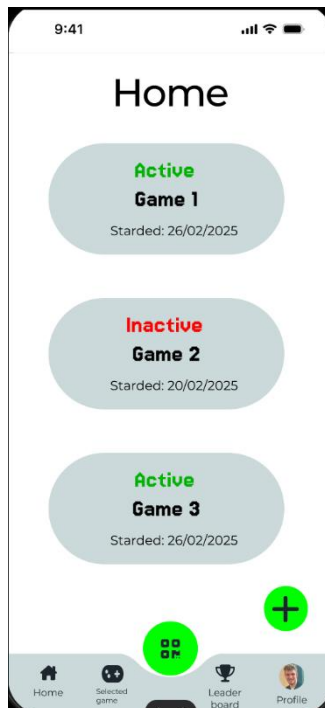 9:41
Home
Active
Game 1
Starded: 26/02/2025
Inactive
Game 2
Starded: 20/02/2025
Active
Game 3
Starded: 26/02/2025
Home
Selected
game
Leader
board
Profile